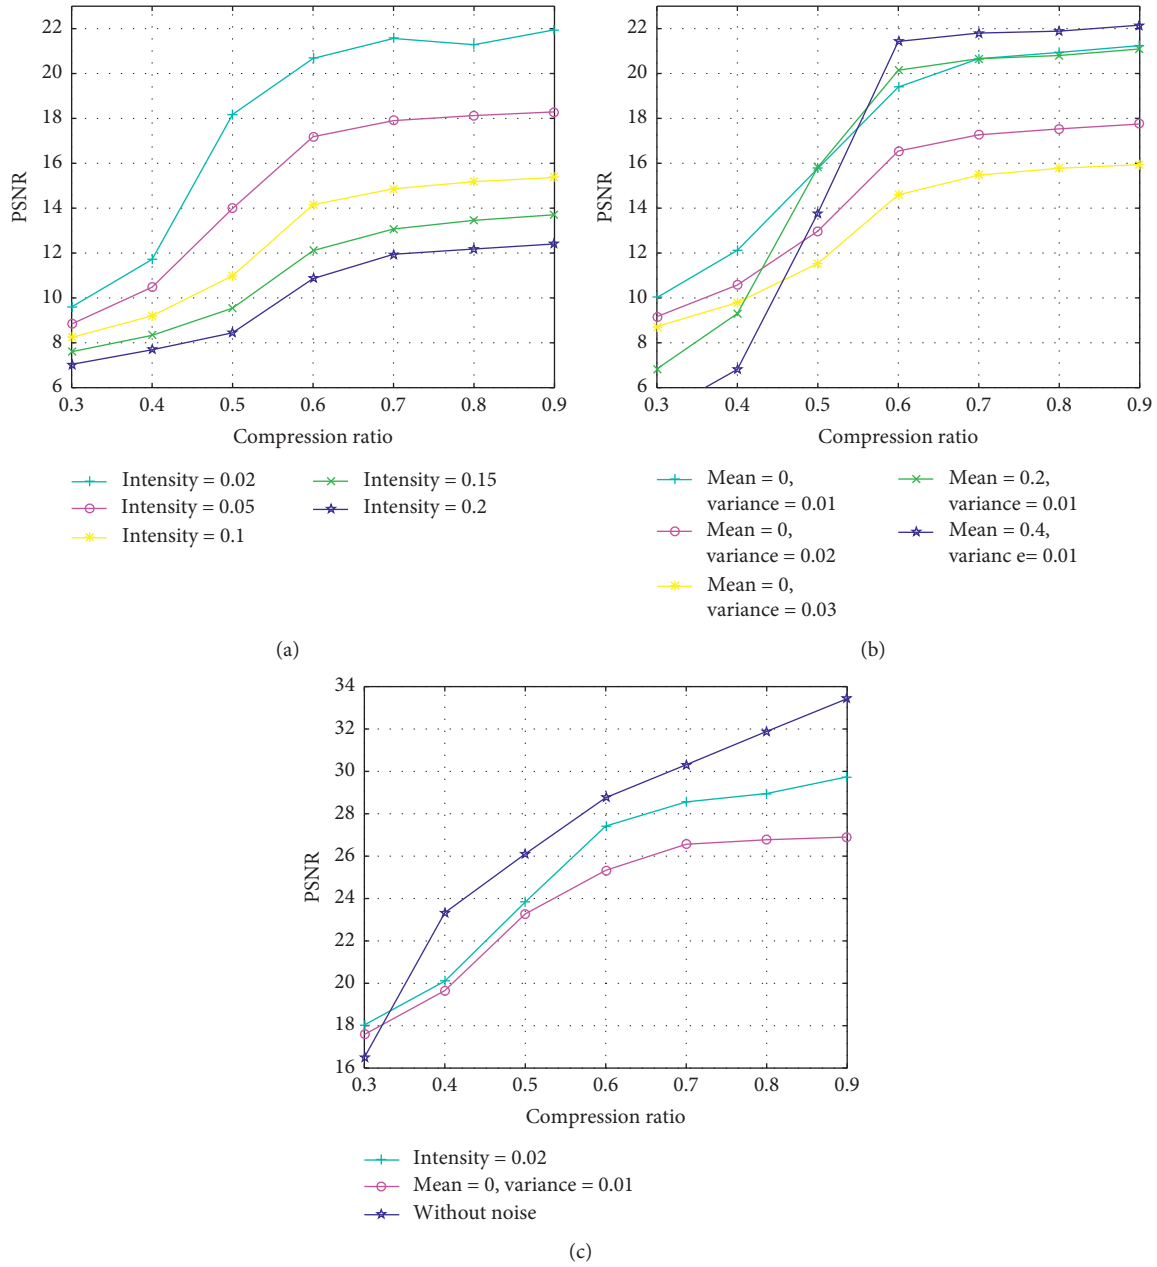 22
20
18
16
14
12
10
8
6
PSNR
0.3 0.4 0.5 0.6 0.7 0.8 0.9
Compression ratio
Intensity = 0.02
Intensity = 0.05
Intensity = 0.1
Intensity = 0.15
Intensity = 0.2
(a)
22
20
18
16
14
12
10
8
6
PSNR
0.3 0.4 0.5 0.6 0.7 0.8 0.9
Compression ratio
Mean = 0,
variance = 0.01
Mean = 0,
variance = 0.02
Mean = 0,
variance = 0.03
Mean = 0.2,
variance = 0.01
Mean = 0.4,
varianc e= 0.01
(b)
34
32
30
28
26
24
22
20
18
16
PSNR
0.3 0.4 0.5 0.6 0.7 0.8 0.9
Compression ratio
Intensity = 0.02
Mean = 0, variance = 0.01
Without noise
(c)